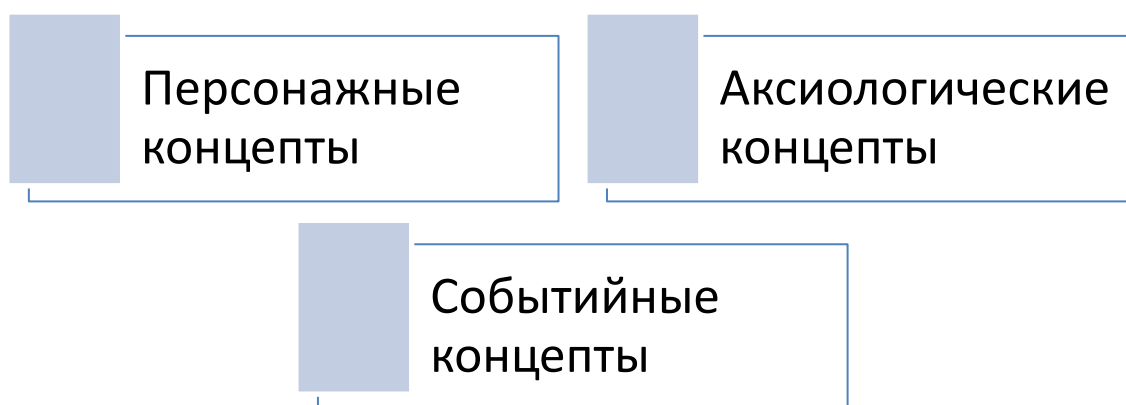 Персонажные
концепты
Аксиологические
концепты
Событийные
концепты